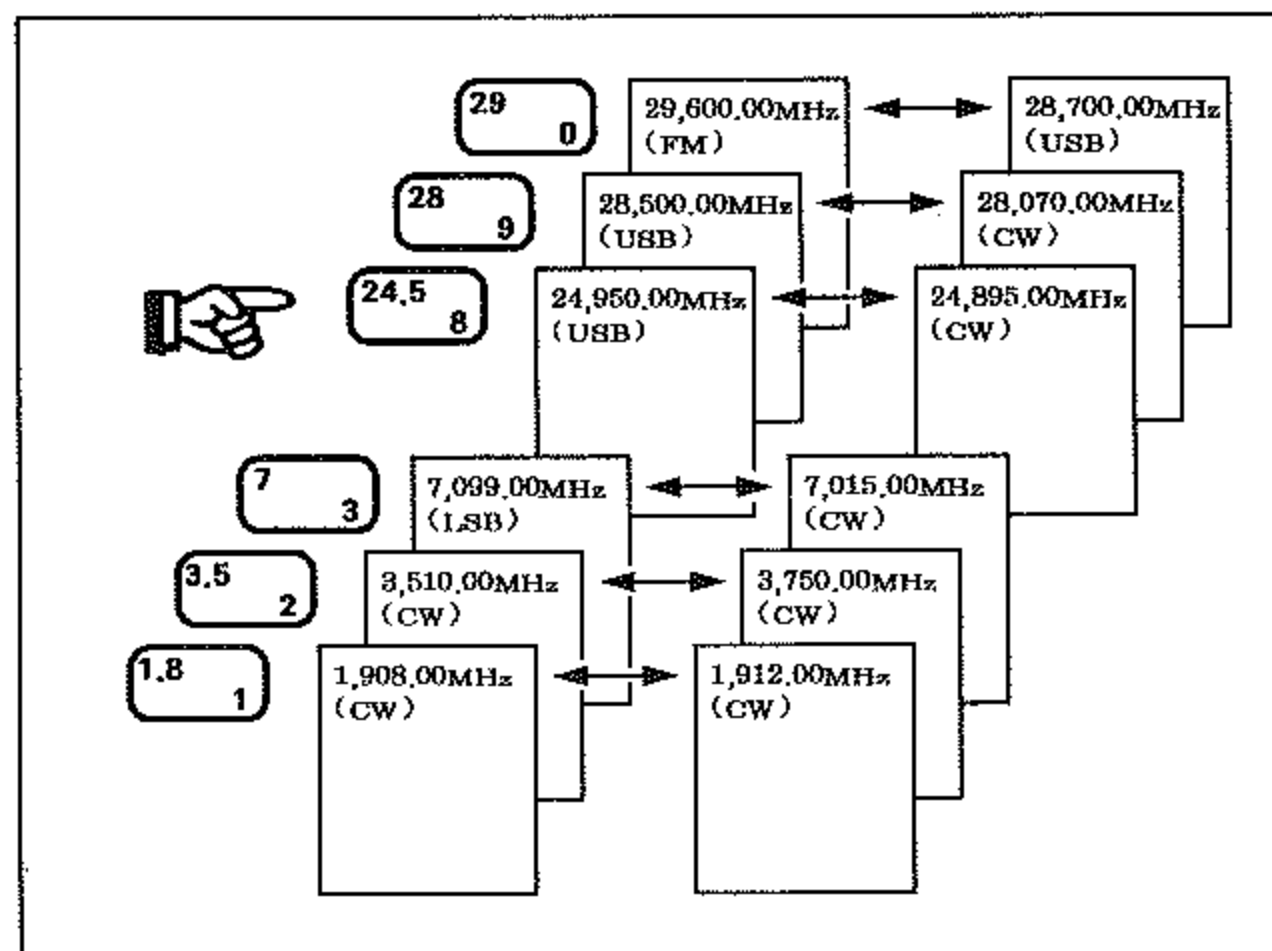 29
0
29,600.00MHz
(FM)
28,700.00MHz
(USB)
28
9
28,500.00MHz
(USB)
28,070.00MHz
(CW)
24.5
8
24,950.00MHz
(USB)
24,895.00MHz
(CW)
7
3
7,099.00MHz
(LSB)
7,015.00MHz
(CW)
3.5
2
3,510.00MHz
(CW)
3,750.00MHz
(CW)
1.8
1
1,908.00MHz
(CW)
1,912.00MHz
(CW)